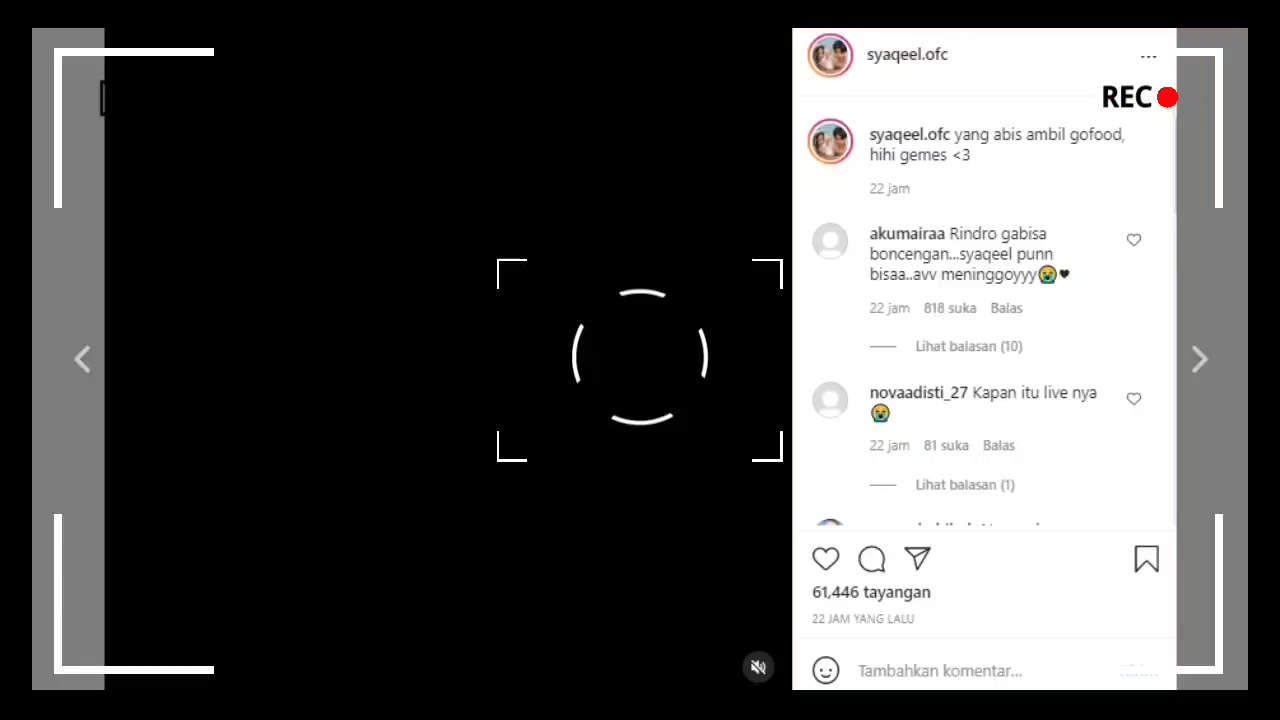 syaqeel.ofc
REC
syaqeel.ofc yang abis ambil gofood,
hihi gemes <3
22 jam
akumairaa Rindro gabisa
boncengan...syaqeel punn
bisaa..avv meninggoyyy😭🖤
22 jam 818 suka Balas
Lihat balasan (10)
novaadisti_27 Kapan itu live nya
😭
22 jam 81 suka Balas
Lihat balasan (1)
61,446 tayangan
22 JAM YANG LALU
Tambahkan komentar...